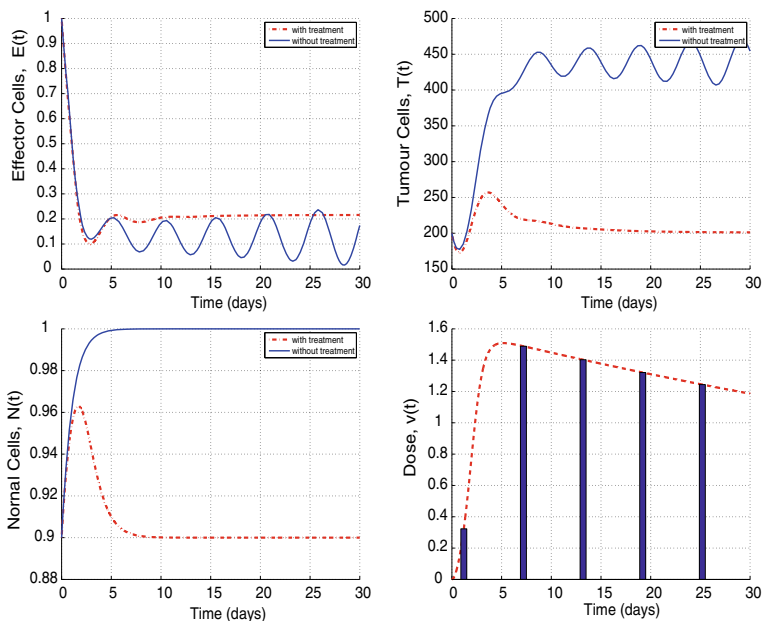 1
0.9
0.8
0.7
0.6
0.5
0.4
0.3
0.2
0.1
0
Effector Cells, E(t)
with treatment
without treatment
0 5 10 15 20 25 30
Time (days)
500
450
400
350
300
250
200
150
Tumour Cells, T(t)
with treatment
without treatment
0 5 10 15 20 25 30
Time (days)
1
0.98
0.96
0.94
0.92
0.9
0.88
Nornal Cells, N(t)
with treatment
without treatment
0 5 10 15 20 25 30
Time (days)
1.6
1.4
1.2
1
0.8
0.6
0.4
0.2
0
Dose, v(t)
0 5 10 15 20 25 30
Time (days)